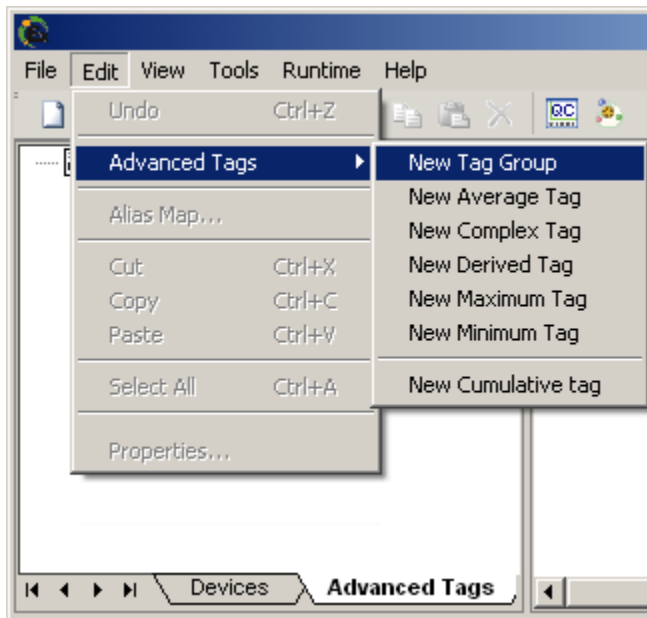 File Edit View Tools Runtime Help
QC
Undo Ctrl+Z
Advanced Tags
New Tag Group
New Average Tag
New Complex Tag
New Derived Tag
New Maximum Tag
New Minimum Tag
New Cumulative tag
Alias Map...
Cut Ctrl+X
Copy Ctrl+C
Paste Ctrl+V
Select All Ctrl+A
Properties...
Devices Advanced Tags